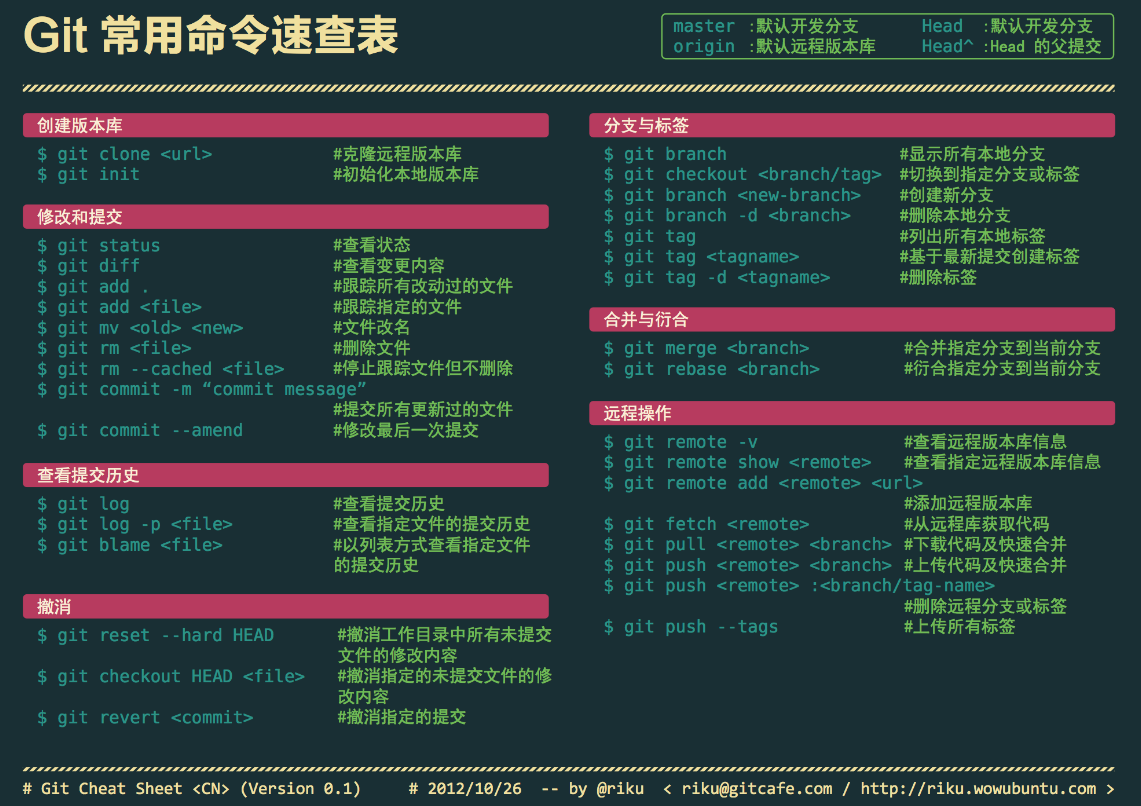 Git 常用命令速查表
master :默认开发分支 Head :默认开发分支
origin :默认远程版本库 Head^ :Head 的父提交
创建版本库
$ git clone <url> #克隆远程版本库
$ git init #初始化本地版本库
修改和提交
$ git status #查看状态
$ git diff #查看变更内容
$ git add . #跟踪所有改动过的文件
$ git add <file> #跟踪指定的文件
$ git mv <old> <new> #文件改名
$ git rm <file> #删除文件
$ git rm --cached <file> #停止跟踪文件但不删除
$ git commit -m “commit message”
#提交所有更新过的文件
$ git commit --amend #修改最后一次提交
查看提交历史
$ git log #查看提交历史
$ git log -p <file> #查看指定文件的提交历史
$ git blame <file> #以列表方式查看指定文件
的提交历史
撤消
$ git reset --hard HEAD #撤消工作目录中所有未提交
文件的修改内容
$ git checkout HEAD <file> #撤消指定的未提交文件的修
改内容
$ git revert <commit> #撤消指定的提交
分支与标签
$ git branch #显示所有本地分支
$ git checkout <branch/tag> #切换到指定分支或标签
$ git branch <new-branch> #创建新分支
$ git branch -d <branch> #删除本地分支
$ git tag #列出所有本地标签
$ git tag <tagname> #基于最新提交创建标签
$ git tag -d <tagname> #删除标签
合并与衍合
$ git merge <branch> #合并指定分支到当前分支
$ git rebase <branch> #衍合指定分支到当前分支
远程操作
$ git remote -v #查看远程版本库信息
$ git remote show <remote> #查看指定远程版本库信息
$ git remote add <remote> <url>
#添加远程版本库
$ git fetch <remote> #从远程库获取代码
$ git pull <remote> <branch> #下载代码及快速合并
$ git push <remote> <branch> #上传代码及快速合并
$ git push <remote> :<branch/tag-name>
#删除远程分支或标签
$ git push --tags #上传所有标签
# Git Cheat Sheet <CN> (Version 0.1) # 2012/10/26 -- by @riku < riku@gitcafe.com / http://riku.wowubuntu.com >